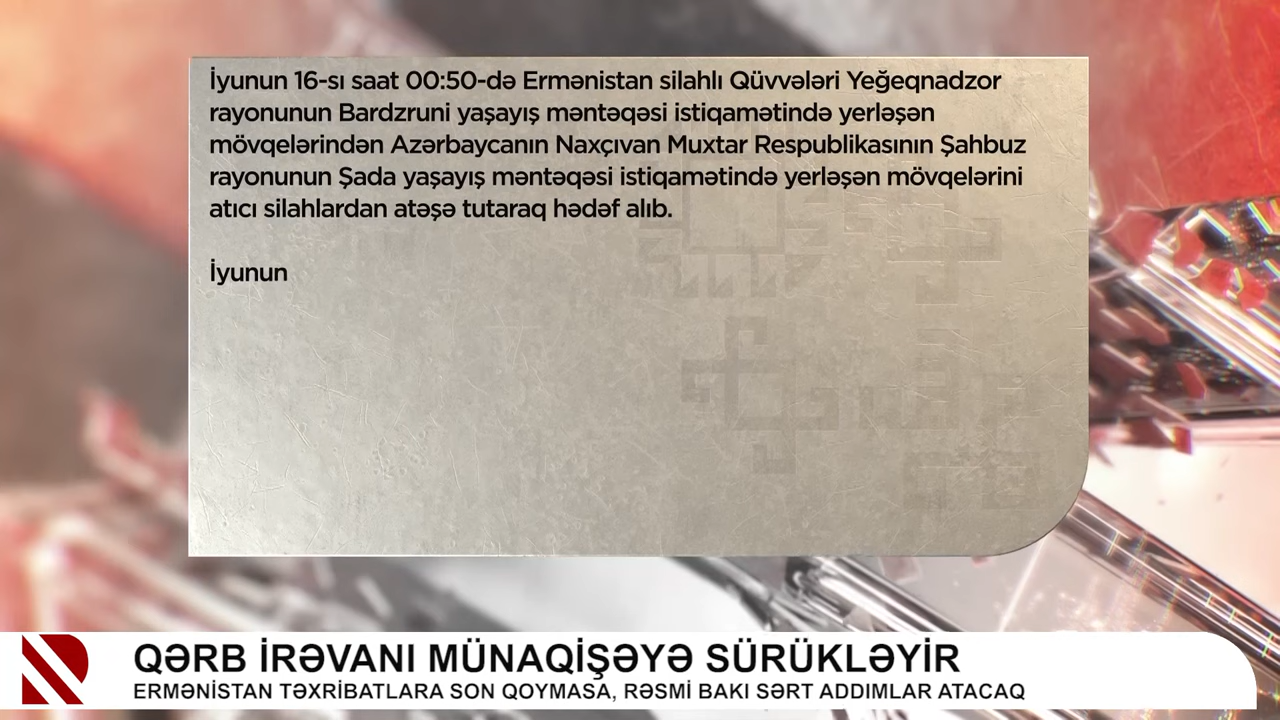 İyunun 16-sı saat 00:50-də Ermənistan silahlı Qüvvələri Yeğeqnadzor
rayonunun Bardzruni yaşayış məntəqəsi istiqamətində yerləşən
mövqelərindən Azərbaycanın Naxçıvan Muxtar Respublikasının Şahbuz
rayonunun Şada yaşayış məntəqəsi istiqamətində yerləşən mövqelərini
atıcı silahlardan atəşə tutaraq hədəf alıb.
İyunun
QƏRB İRƏVANI MÜNAQİŞƏYƏ SÜRÜKLƏYİR
ERMƏNİSTAN TƏXRİBATLARA SON QOYMASA, RƏSMİ BAKI SƏRT ADDIMLAR ATACAQ